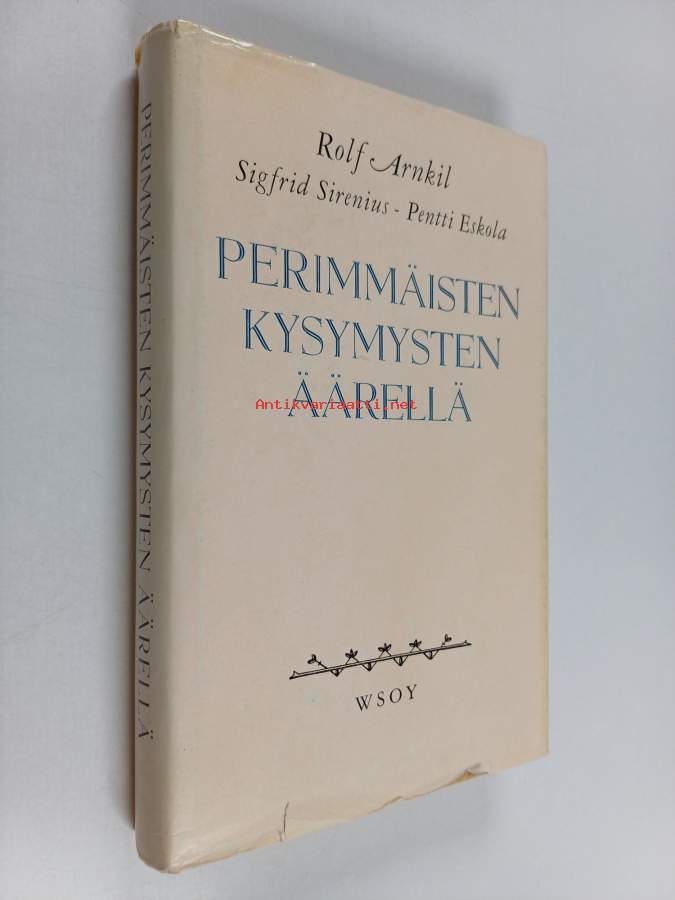 PERIMMÄISTEN KYSYMYSTEN ÄÄRELLÄ
Rolf Arnkil
Sigfrid Sirenius - Pentti Eskola
PERIMMÄISTEN
KYSYMYSTEN
ÄÄRELLÄ
Antikvariaatti.net
WSOY